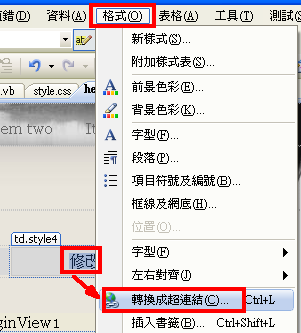 頁錯(D) 資料(A) 格式(O) 表格(A) 工具(T) 測試
新樣式(S)...
附加樣式表(S)...
.vb style.css he
前景色彩(E)...
背景色彩(E)...
em two It
字型(F)...
段落(P)...
項目符號及編號(B)...
框線及網底(H)...
位置(O)...
td.style4
字型(F)
修改
左右對齊(J)
轉換成超連結(C)... Ctrl+L
ginView1
插入書籤(B)... Ctrl+Shift+L